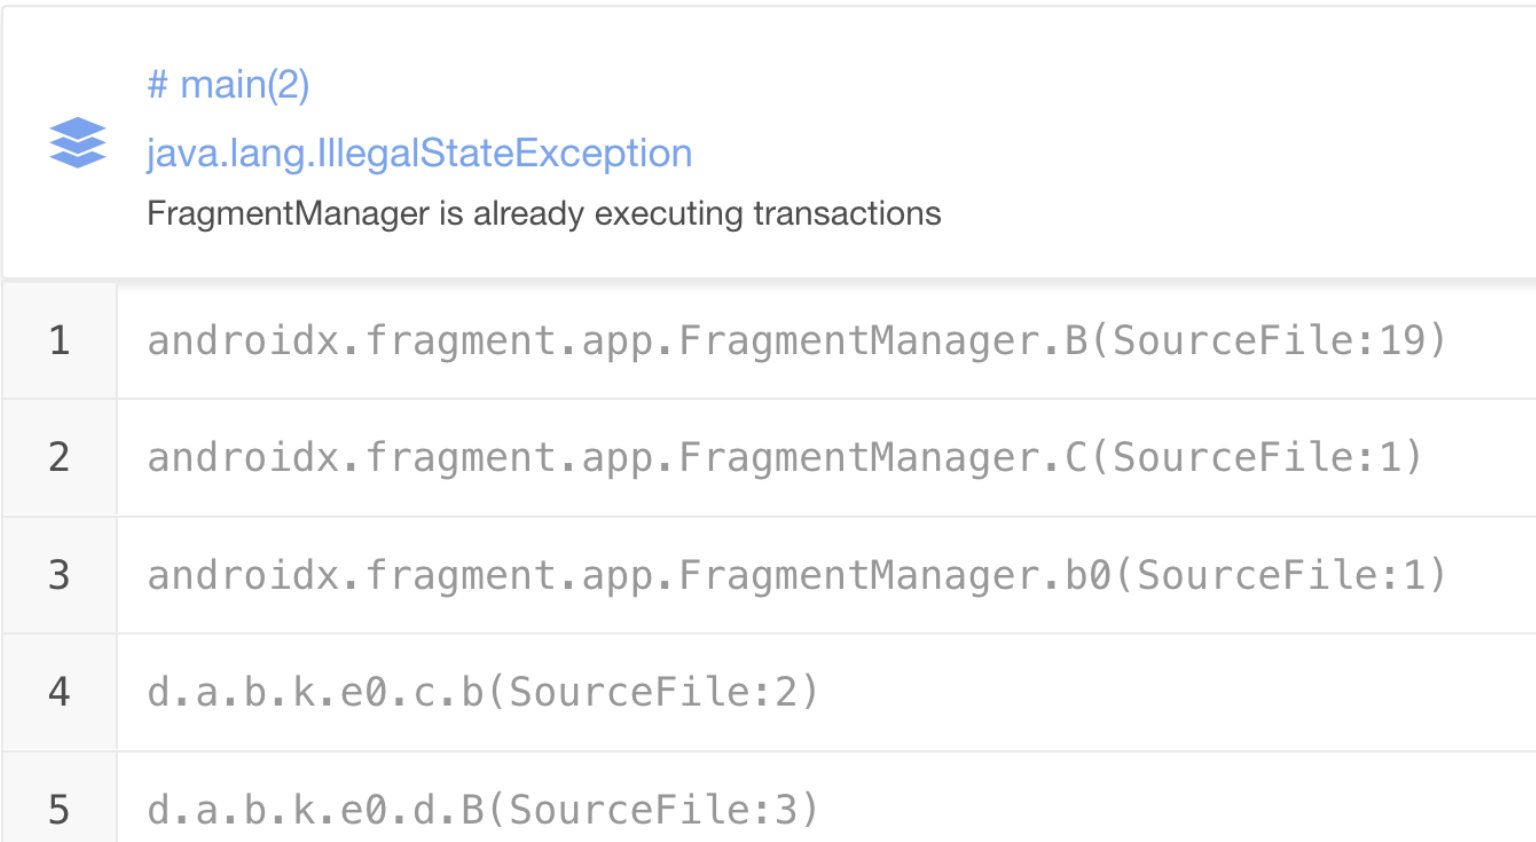 # main(2)
java.lang.IllegalStateException
FragmentManager is already executing transactions
1 androidx.fragment.app.FragmentManager.B(SourceFile:19)
2 androidx.fragment.app.FragmentManager.C(SourceFile:1)
3 androidx.fragment.app.FragmentManager.b0(SourceFile:1)
4 d.a.b.k.e0.c.b(SourceFile:2)
5 d.a.b.k.e0.d.B(SourceFile:3)